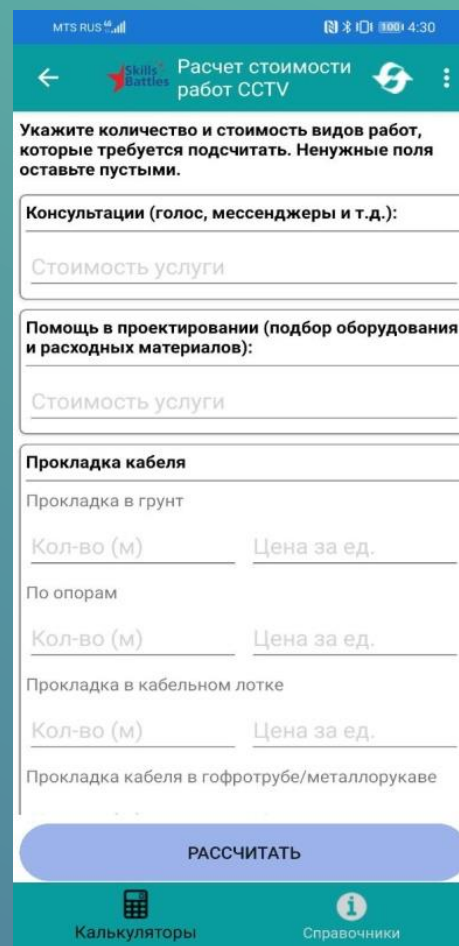 MTS RUS 4G 100 4:30
Skills Battles
Расчет стоимости
работ CCTV
Укажите количество и стоимость видов работ,
которые требуется подсчитать. Ненужные поля
оставьте пустыми.
Консультации (голос, мессенджеры и т.д.):
Стоимость услуги
Помощь в проектировании (подбор оборудования
и расходных материалов):
Стоимость услуги
Прокладка кабеля
Прокладка в грунт
Кол-во (м) Цена за ед.
По опорам
Кол-во (м) Цена за ед.
Прокладка в кабельном лотке
Кол-во (м) Цена за ед.
Прокладка кабеля в гофротрубе/металлорукаве
РАССЧИТАТЬ
Калькуляторы Справочники